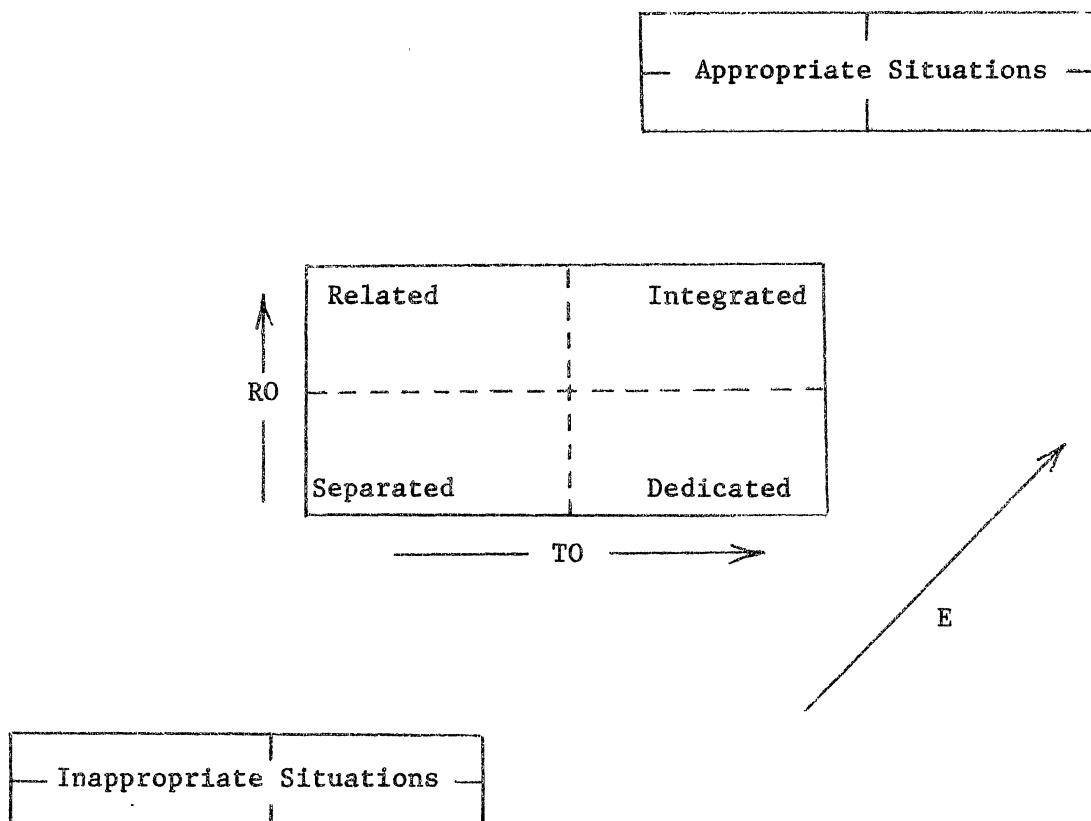 Appropriate Situations
Related Integrated
RO
Separated Dedicated
TO
E
Inappropriate Situations